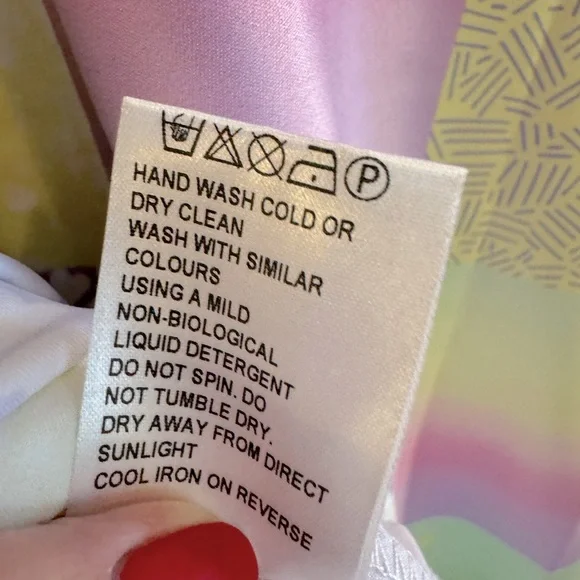 P
HAND WASH COLD OR
DRY CLEAN
WASH WITH SIMILAR
COLOURS
USING A MILD
NON-BIOLOGICAL
LIQUID DETERGENT
DO NOT SPIN. DO
NOT TUMBLE DRY.
DRY AWAY FROM DIRECT
SUNLIGHT
COOL IRON ON REVERSE